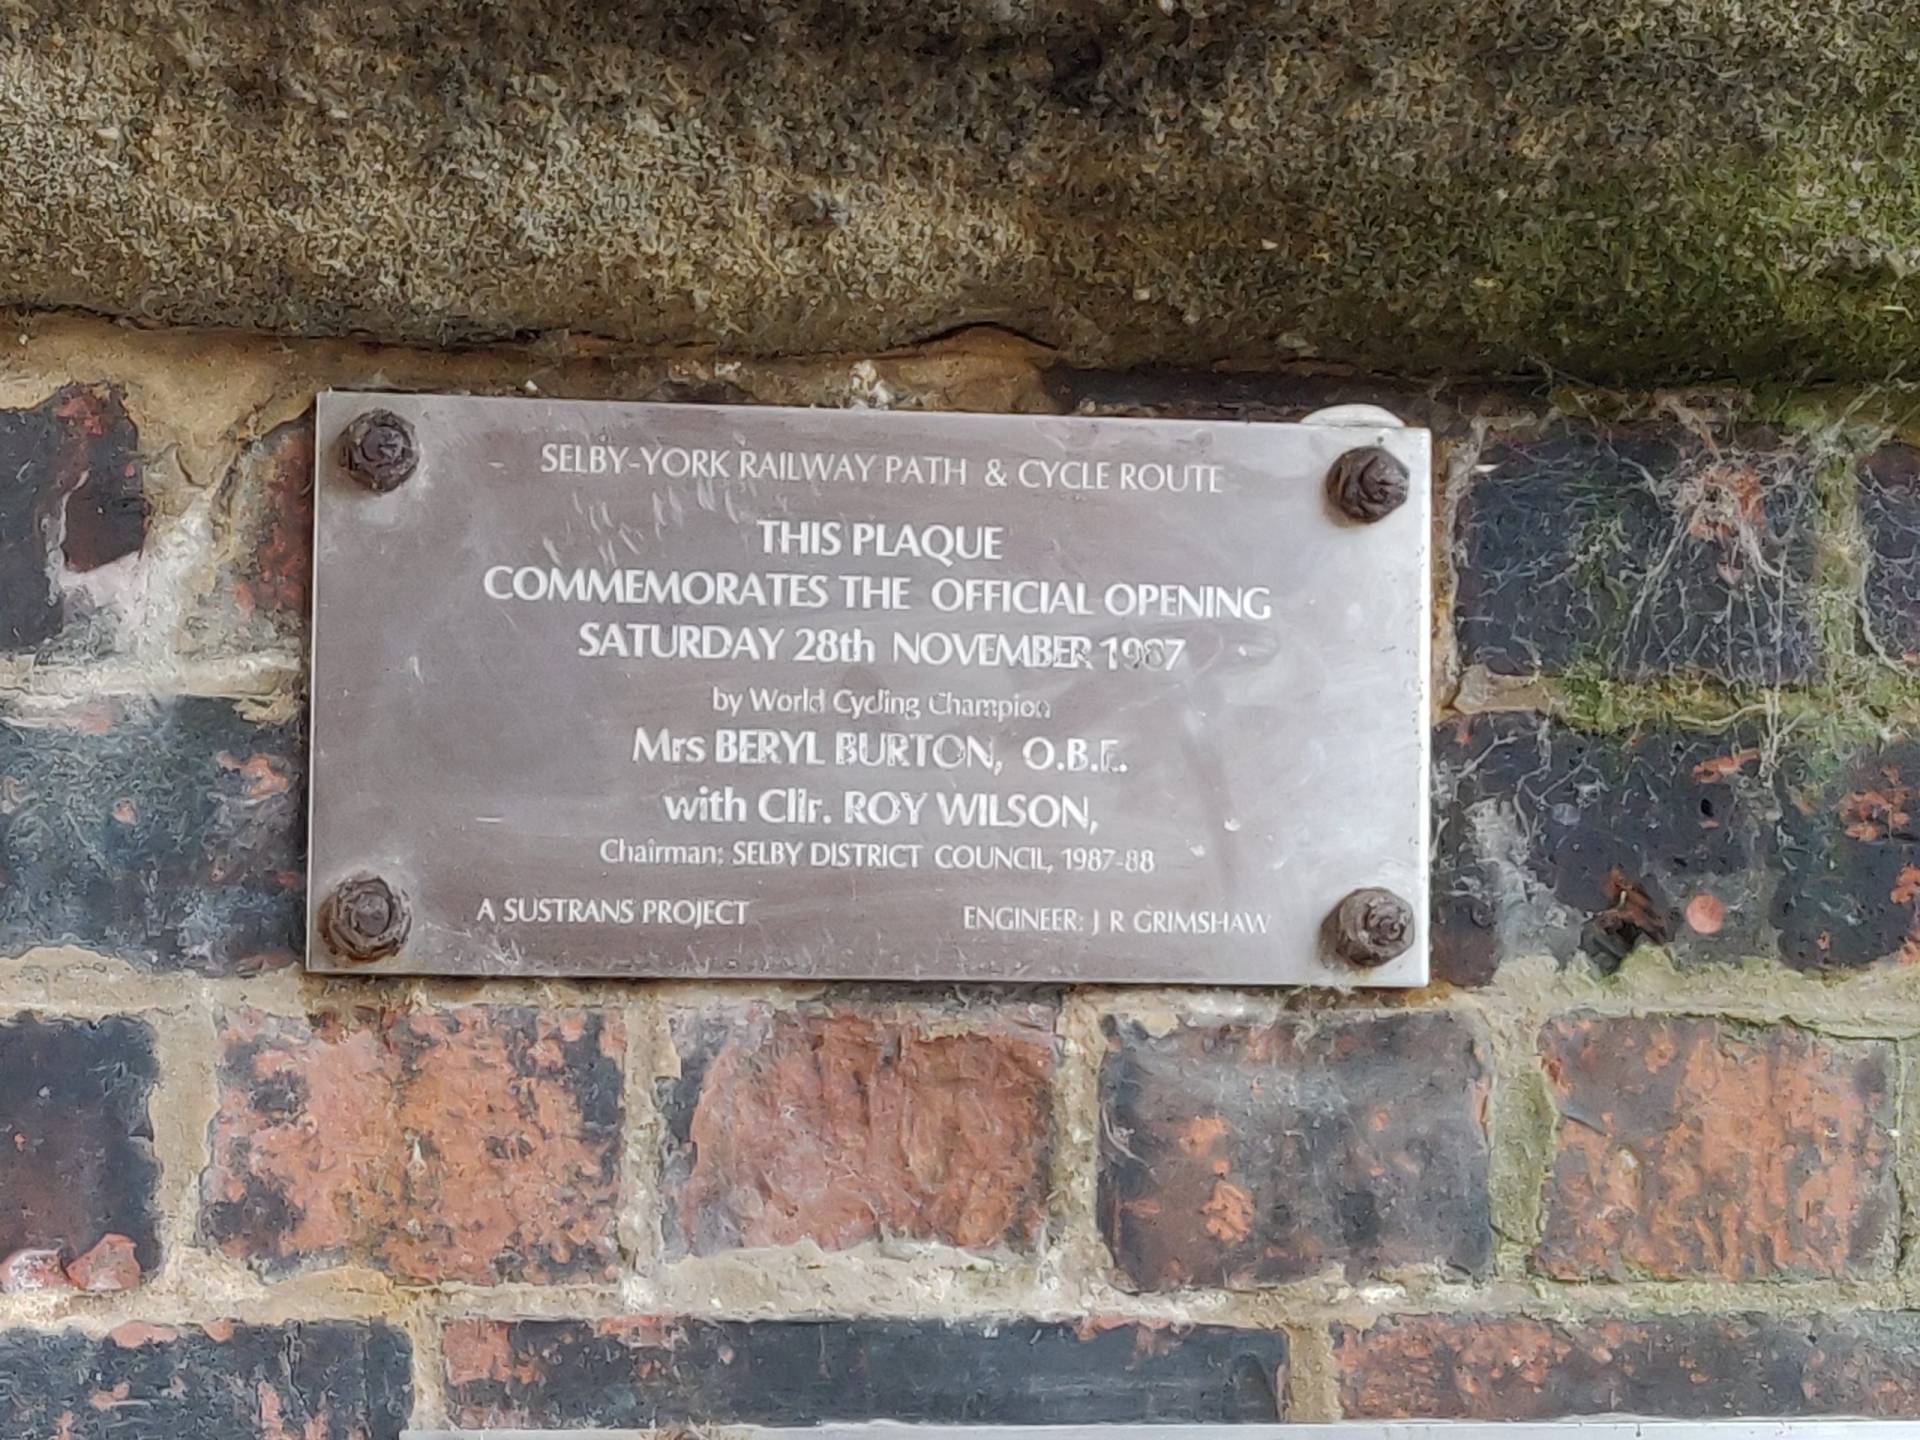 SELBY-YORK RAILWAY PATH & CYCLE ROUTE
THIS PLAQUE
COMMEMORATES THE OFFICIAL OPENING
SATURDAY 28th NOVEMBER 1987
by World Cycling Champion
Mrs BERYL BURTON, O.B.E.
with Cllr. ROY WILSON,
Chairman: SELBY DISTRICT COUNCIL, 1987-88
A SUSTRANS PROJECT ENGINEER: J R GRIMSHAW